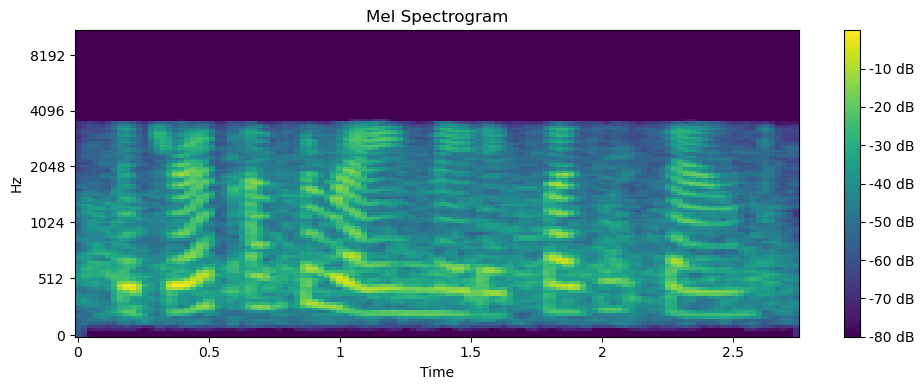 Mel Spectrogram
8192
4096
2048
1024
512
0
Hz
0
0.5
1
1.5
2
2.5
Time
-10 dB
-20 dB
-30 dB
-40 dB
-50 dB
-60 dB
-70 dB
-80 dB